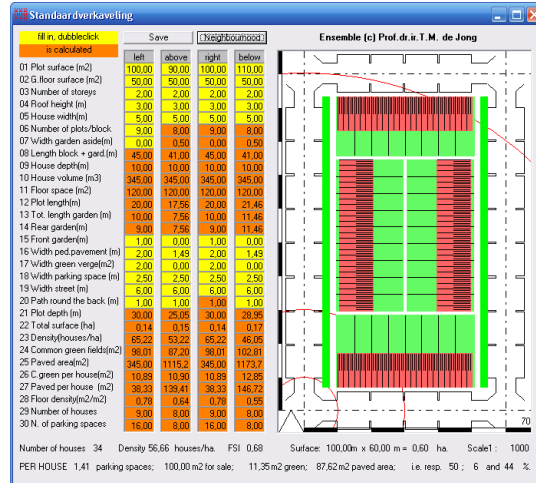 Standaardverkaveling
fill in, dubbleclick Save Neighbourhood Ensemble (c) Prof.dr.ir.T.M. de Jong
is calculated
left above right below
01 Plot surface (m2) 100,00 90,00 100,00 110,00
02 G.floor surface (m2) 50,00 50,00 50,00 50,00
03 Number of storeys 2,00 2,00 2,00 2,00
04 Roof height (m) 3,00 3,00 3,00 3,00
05 House width(m) 5,00 5,00 5,00 5,00
06 Number of plots/block 9,00 8,00 9,00 8,00
07 Width garden aside(m) 0,00 0,50 0,00 0,50
08 Length block + gard.(m) 45,00 41,00 45,00 41,00
09 House depth(m) 10,00 10,00 10,00 10,00
10 House volume (m3) 345,00 345,00 345,00 345,00
11 Floor space (m2) 120,00 120,00 120,00 120,00
12 Plot length (m) 20,00 17,56 20,00 21,46
13 Tot. length garden (m) 10,00 7,56 10,00 11,46
14 Rear garden(m) 9,00 7,56 9,00 11,46
15 Front garden(m) 1,00 0,00 1,00 0,00
16 Width ped.pavement (m) 2,00 1,49 2,00 2,00
17 Width green verge(m2) 2,00 0,00 2,00 0,00
18 Width parking space (m) 2,50 2,50 2,50 2,50
19 Width street (m) 6,00 6,00 6,00 6,00
20 Path round the back (m) 1,00 1,00 1,00 1,00
21 Plot depth (m) 30,00 25,05 30,00 28,95
22 Total surface (ha) 0,14 0,15 0,14 0,17
23 Density(houses/ha) 65,22 53,22 65,22 46,05
24 Common green fields(m2) 98,01 87,20 98,01 102,81
25 Paved area(m2) 345,00 1115,2 345,00 1173,7
26 C.green per house(m2) 10,89 10,90 10,89 12,85
27 Paved per house (m2) 38,33 139,41 38,33 146,72
28 Floor density(m2/m2) 0,78 0,64 0,78 0,55
29 Number of houses 9,00 8,00 9,00 8,00
30 N. of parking spaces 16,00 8,00 16,00 8,00
70
Number of houses 34 Density 56,66 houses/ha. FSI 0,68 Surface: 100,00m x 60,00 m = 0,60 ha. Scale1 : 1000
PER HOUSE 1,41 parking spaces; 100,00 m2 for sale; 11,35 m2 green; 87,62 m2 paved area; i.e. resp. 50 ; 6 and 44 %.